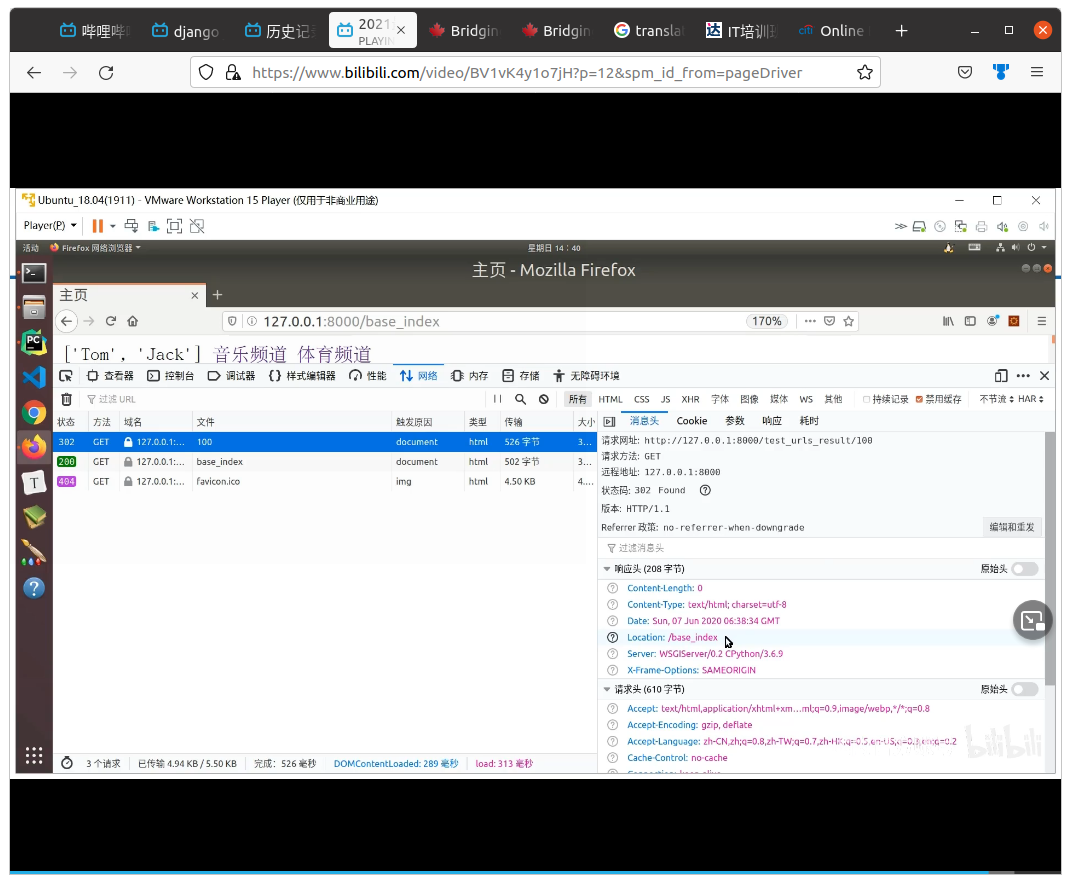 哔哩哔哩
django
历史记录
2021
PLAYING
Bridgin
Bridgin
translat
IT培训班
Online
https://www.bilibili.com/video/BV1vK4y1o7jH?p=12&spm_id_from=pageDriver
Ubuntu_18.04(1911) - VMware Workstation 15 Player (仅用于非商业用途)
Player(P)
活动 Firefox 网络浏览器 星期日 14：40
主页 - Mozilla Firefox
主页
127.0.0.1:8000/base_index 170%
['Tom', 'Jack'] 音乐频道 体育频道
查看器 控制台 调试器 样式编辑器 性能 网络 内存 存储 无障碍环境
过滤 URL 所有 HTML CSS JS XHR 字体 图像 媒体 WS 其他 持续记录 禁用缓存 不节流 HAR
状态 方法 域名 文件 触发原因 类型 传输 大小
302 GET 127.0.0.1:... 100 document html 526 字节 3...
200 GET 127.0.0.1:... base_index document html 502 字节 3...
404 GET 127.0.0.1:... favicon.ico img html 4.50 KB 4....
消息头 Cookie 参数 响应 耗时
请求网址: http://127.0.0.1:8000/test_urls_result/100
请求方法: GET
远程地址: 127.0.0.1:8000
状态码: 302 Found
版本: HTTP/1.1
Referrer 政策: no-referrer-when-downgrade 编辑和重发
过滤消息头
响应头 (208 字节) 原始头
Content-Length: 0
Content-Type: text/html; charset=utf-8
Date: Sun, 07 Jun 2020 06:38:34 GMT
Location: /base_index
Server: WSGIServer/0.2 CPython/3.6.9
X-Frame-Options: SAMEORIGIN
请求头 (610 字节) 原始头
Accept: text/html,application/xhtml+xm…ml;q=0.9,image/webp,*/*;q=0.8
Accept-Encoding: gzip, deflate
Accept-Language: zh-CN,zh;q=0.8,zh-TW;q=0.7,zh-HK;q=0.5,en-US;q=0.3,en;q=0.2
Cache-Control: no-cache
Connection: keep-alive
bilibili
3 个请求 已传输 4.94 KB / 5.50 KB 完成：526 毫秒 DOMContentLoaded: 289 毫秒 load: 313 毫秒